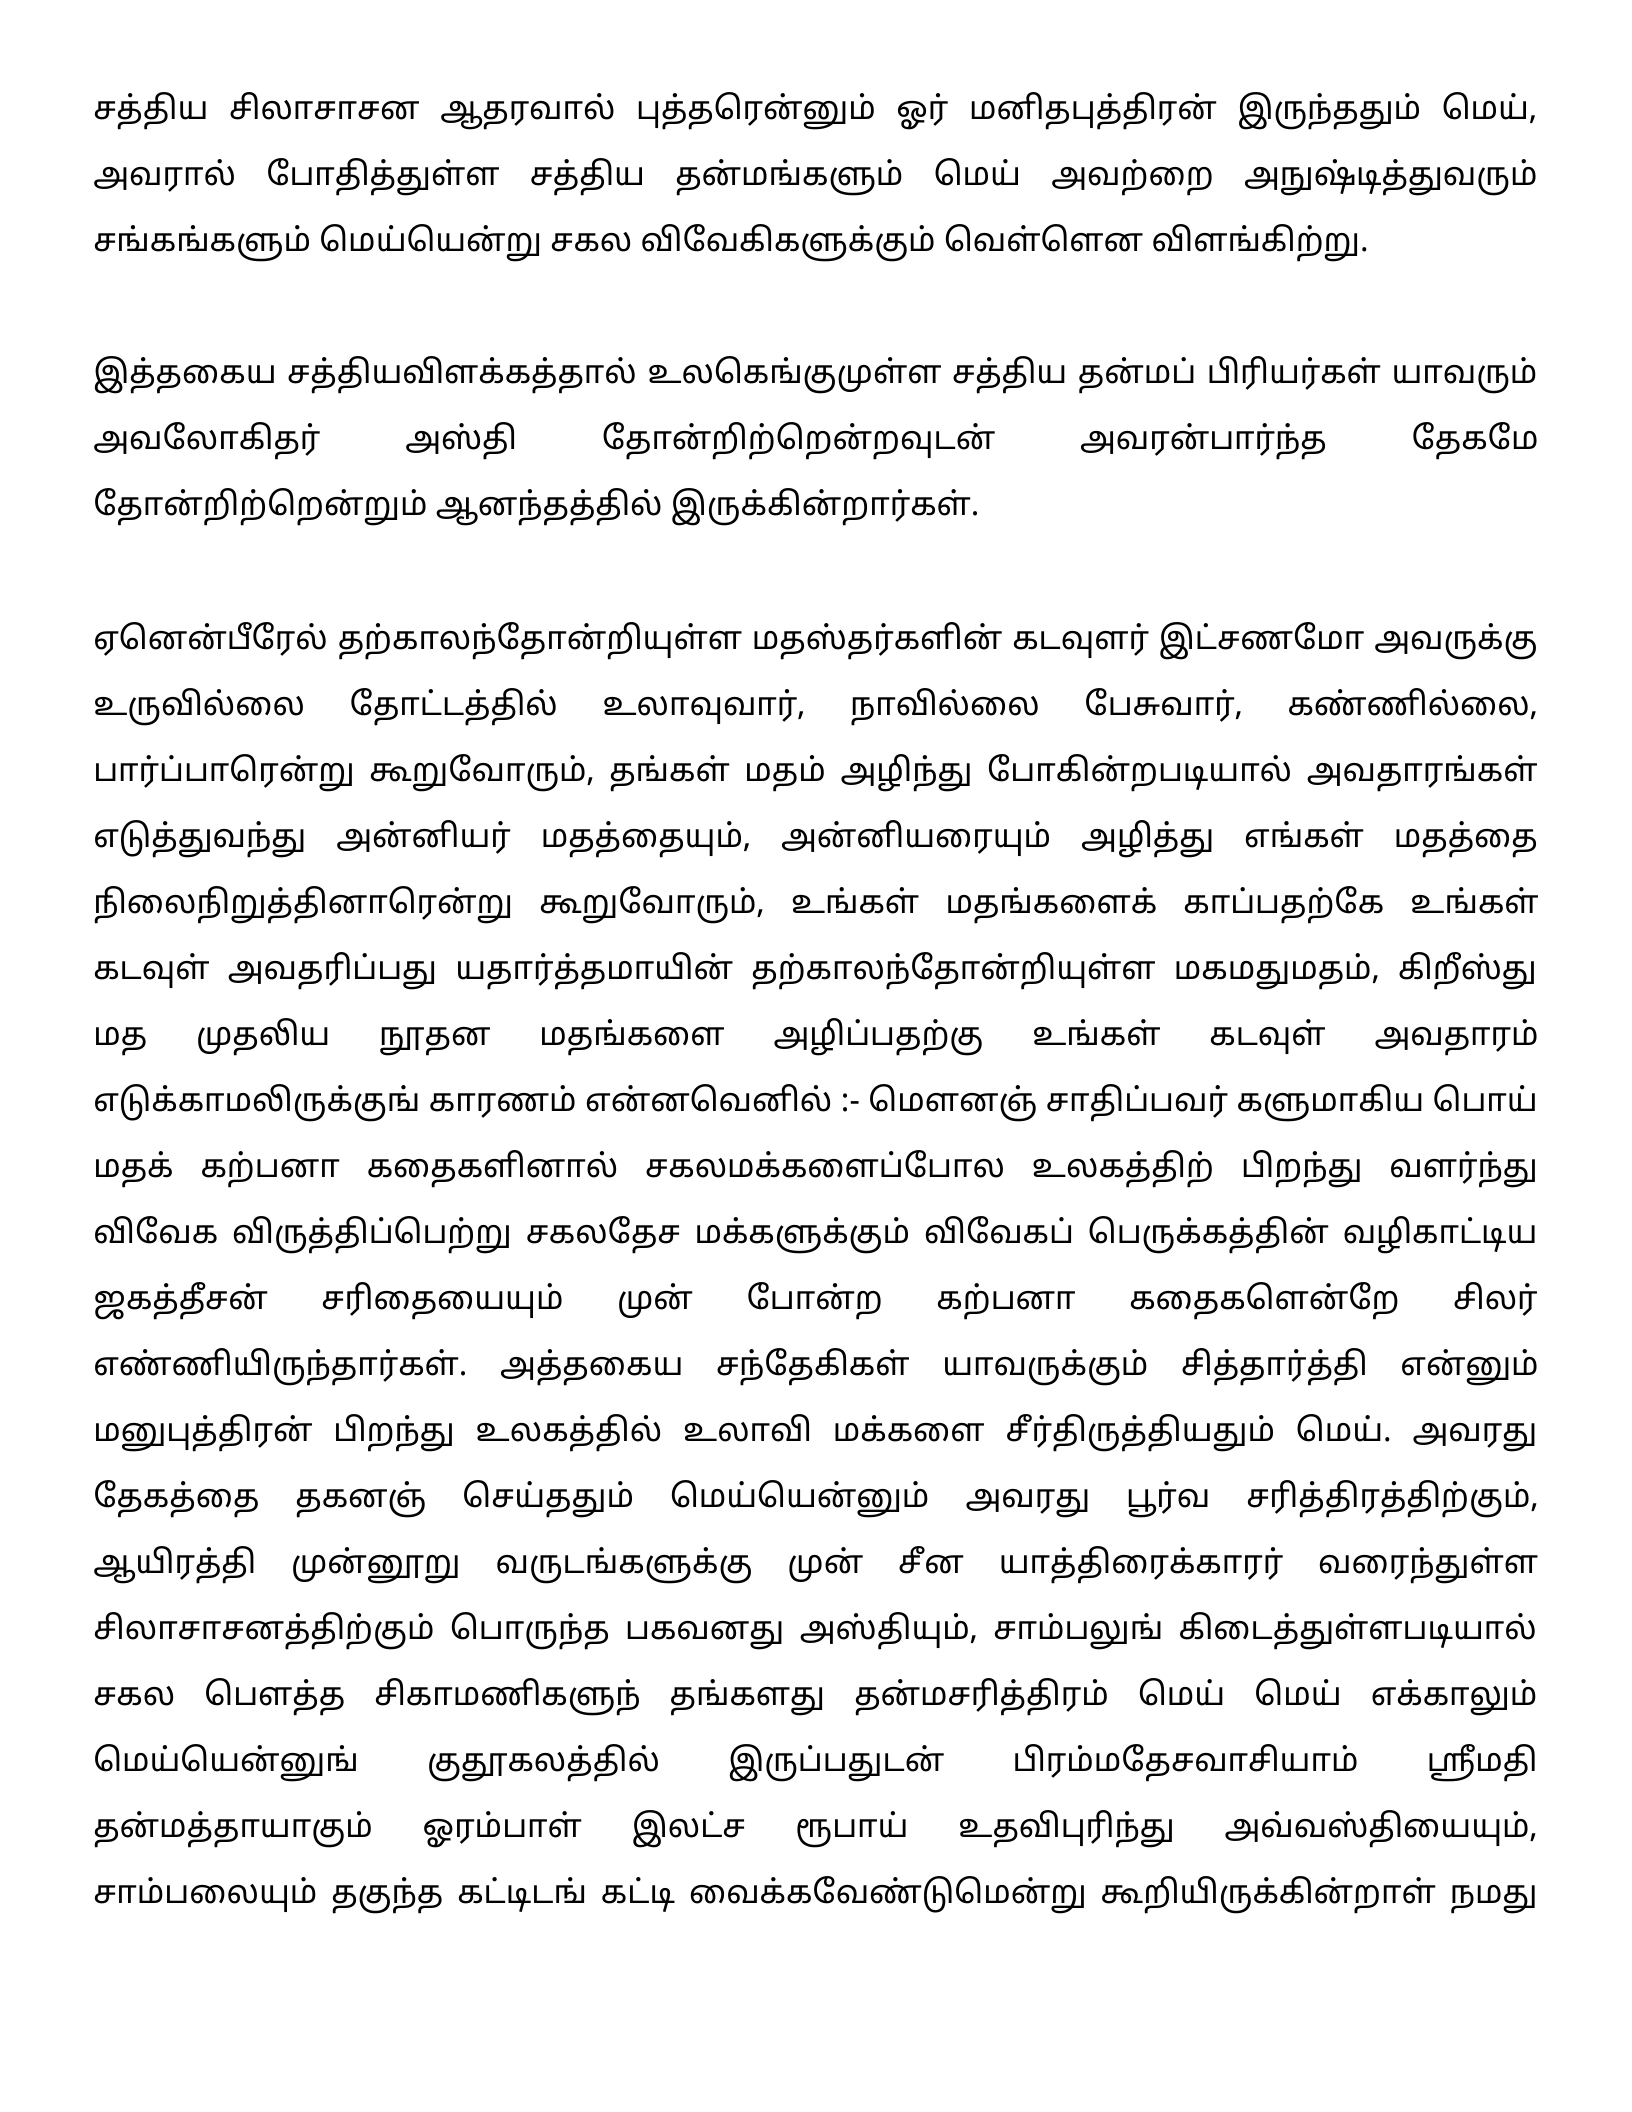 சத்திய சிலாசாசன ஆதரவால் புத்தரென்னும் ஓர் மனிதபுத்திரன் இருந்ததும் மெய்,
அவரால் போதித்துள்ள சத்திய தன்மங்களும் மெய் அவற்றை அநுஷ்டித்துவரும்
சங்கங்களும் மெய்யென்று சகல விவேகிகளுக்கும் வெள்ளென விளங்கிற்று.
இத்தகைய சத்தியவிளக்கத்தால் உலகெங்குமுள்ள சத்திய தன்மப் பிரியர்கள் யாவரும்
அவலோகிதர் அஸ்தி தோன்றிற்றென்றவுடன் அவரன்பார்ந்த தேகமே
தோன்றிற்றென்றும் ஆனந்தத்தில் இருக்கின்றார்கள்.
ஏனென்பீரேல் தற்காலந்தோன்றியுள்ள மதஸ்தர்களின் கடவுளர் இட்சணமோ அவருக்கு
உருவில்லை தோட்டத்தில் உலாவுவார், நாவில்லை பேசுவார், கண்ணில்லை,
பார்ப்பாரென்று கூறுவோரும், தங்கள் மதம் அழிந்து போகின்றபடியால் அவதாரங்கள்
எடுத்துவந்து அன்னியர் மதத்தையும், அன்னியரையும் அழித்து எங்கள் மதத்தை
நிலைநிறுத்தினாரென்று கூறுவோரும், உங்கள் மதங்களைக் காப்பதற்கே உங்கள்
கடவுள் அவதரிப்பது யதார்த்தமாயின் தற்காலந்தோன்றியுள்ள மகமதுமதம், கிறீஸ்து
மத முதலிய நூதன மதங்களை அழிப்பதற்கு உங்கள் கடவுள் அவதாரம்
எடுக்காமலிருக்குங் காரணம் என்னவெனில் :- மௌனஞ் சாதிப்பவர் களுமாகிய பொய்
மதக் கற்பனா கதைகளினால் சகலமக்களைப்போல உலகத்திற் பிறந்து வளர்ந்து
விவேக விருத்திப்பெற்று சகலதேச மக்களுக்கும் விவேகப் பெருக்கத்தின் வழிகாட்டிய
ஜகத்தீசன் சரிதையையும் முன் போன்ற கற்பனா கதைகளென்றே சிலர்
எண்ணியிருந்தார்கள். அத்தகைய சந்தேகிகள் யாவருக்கும் சித்தார்த்தி என்னும்
மனுபுத்திரன் பிறந்து உலகத்தில் உலாவி மக்களை சீர்திருத்தியதும் மெய். அவரது
தேகத்தை தகனஞ் செய்ததும் மெய்யென்னும் அவரது பூர்வ சரித்திரத்திற்கும்,
ஆயிரத்தி முன்னூறு வருடங்களுக்கு முன் சீன யாத்திரைக்காரர் வரைந்துள்ள
சிலாசாசனத்திற்கும் பொருந்த பகவனது அஸ்தியும், சாம்பலுங் கிடைத்துள்ளபடியால்
சகல பௌத்த சிகாமணிகளுந் தங்களது தன்மசரித்திரம் மெய் மெய் எக்காலும்
மெய்யென்னுங் குதூகலத்தில் இருப்பதுடன் பிரம்மதேசவாசியாம் ஸ்ரீமதி
தன்மத்தாயாகும் ஓரம்பாள் இலட்ச ரூபாய் உதவிபுரிந்து அவ்வஸ்தியையும்,
சாம்பலையும் தகுந்த கட்டிடங் கட்டி வைக்கவேண்டுமென்று கூறியிருக்கின்றாள் நமது